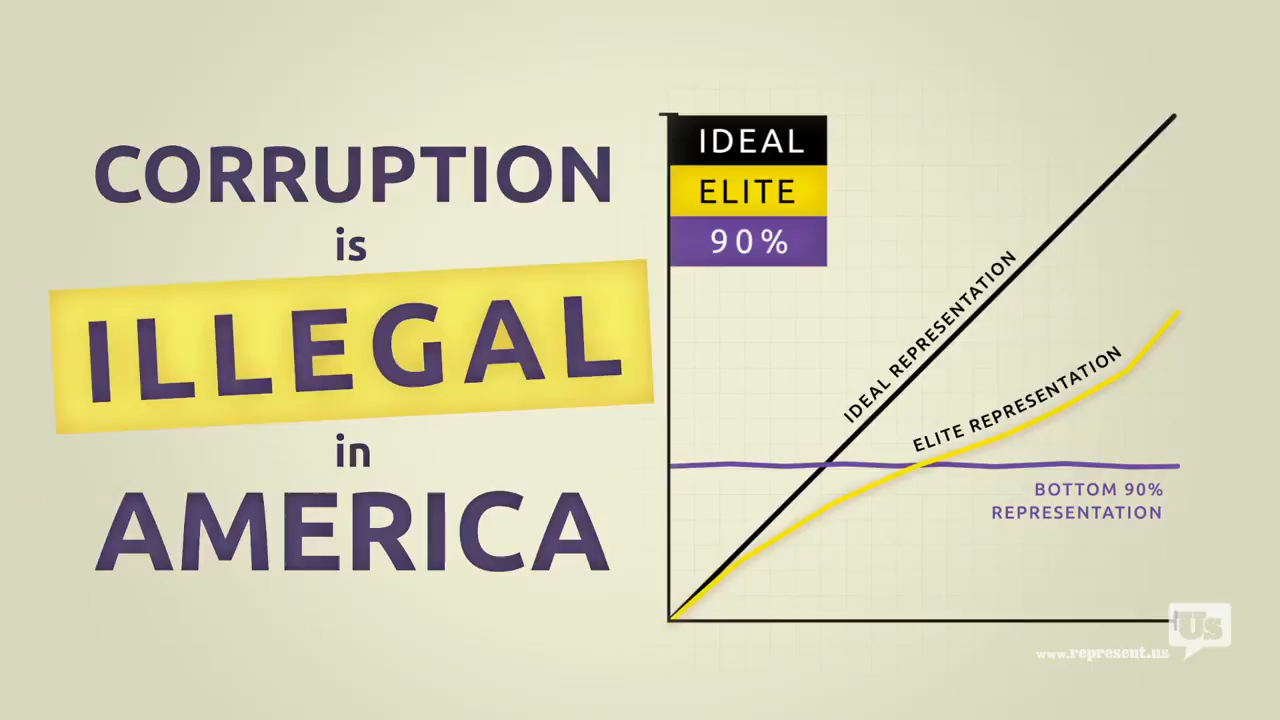 CORRUPTION
is
ILLEGAL
in
AMERICA
IDEAL
ELITE
90%
IDEAL REPRESENTATION
ELITE REPRESENTATION
BOTTOM 90%
REPRESENTATION
Us
www.represent.us